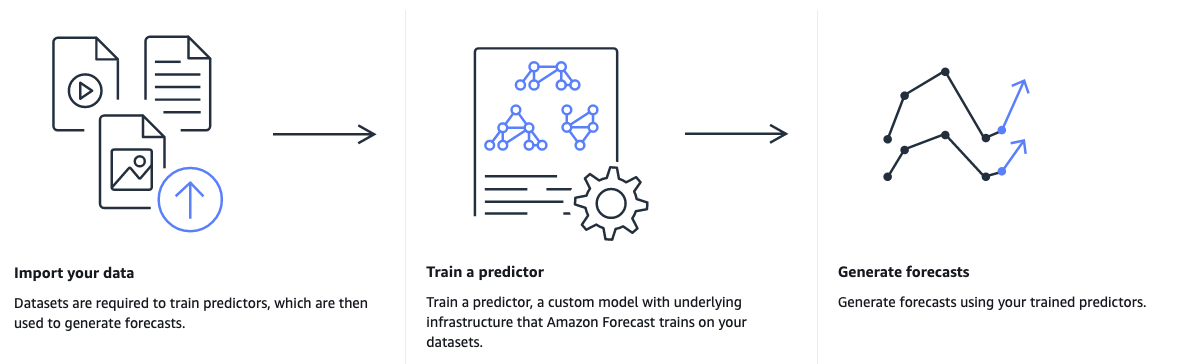 Import your data
Datasets are required to train predictors, which are then
used to generate forecasts.
Train a predictor
Train a predictor, a custom model with underlying
infrastructure that Amazon Forecast trains on your
datasets.
Generate forecasts
Generate forecasts using your trained predictors.